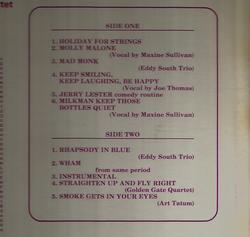 tet
SIDE ONE
1. HOLIDAY FOR STRINGS
2. MOLLY MALONE
(Vocal by Maxine Sullivan)
3. MAD MONK
(Eddy South Trio)
4. KEEP SMILING,
KEEP LAUGHING, BE HAPPY
(Vocal by Joe Thomas)
5. JERRY LESTER comedy routine
6. MILKMAN KEEP THOSE
BOTTLES QUIET
(Vocal by Maxine Sullivan)
SIDE TWO
1. RHAPSODY IN BLUE
(Eddy South Trio)
2. WHAM
from same period
3. INSTRUMENTAL
4. STRAIGHTEN UP AND FLY RIGHT
(Golden Gate Quartet)
5. SMOKE GETS IN YOUR EYES
(Art Tatum)